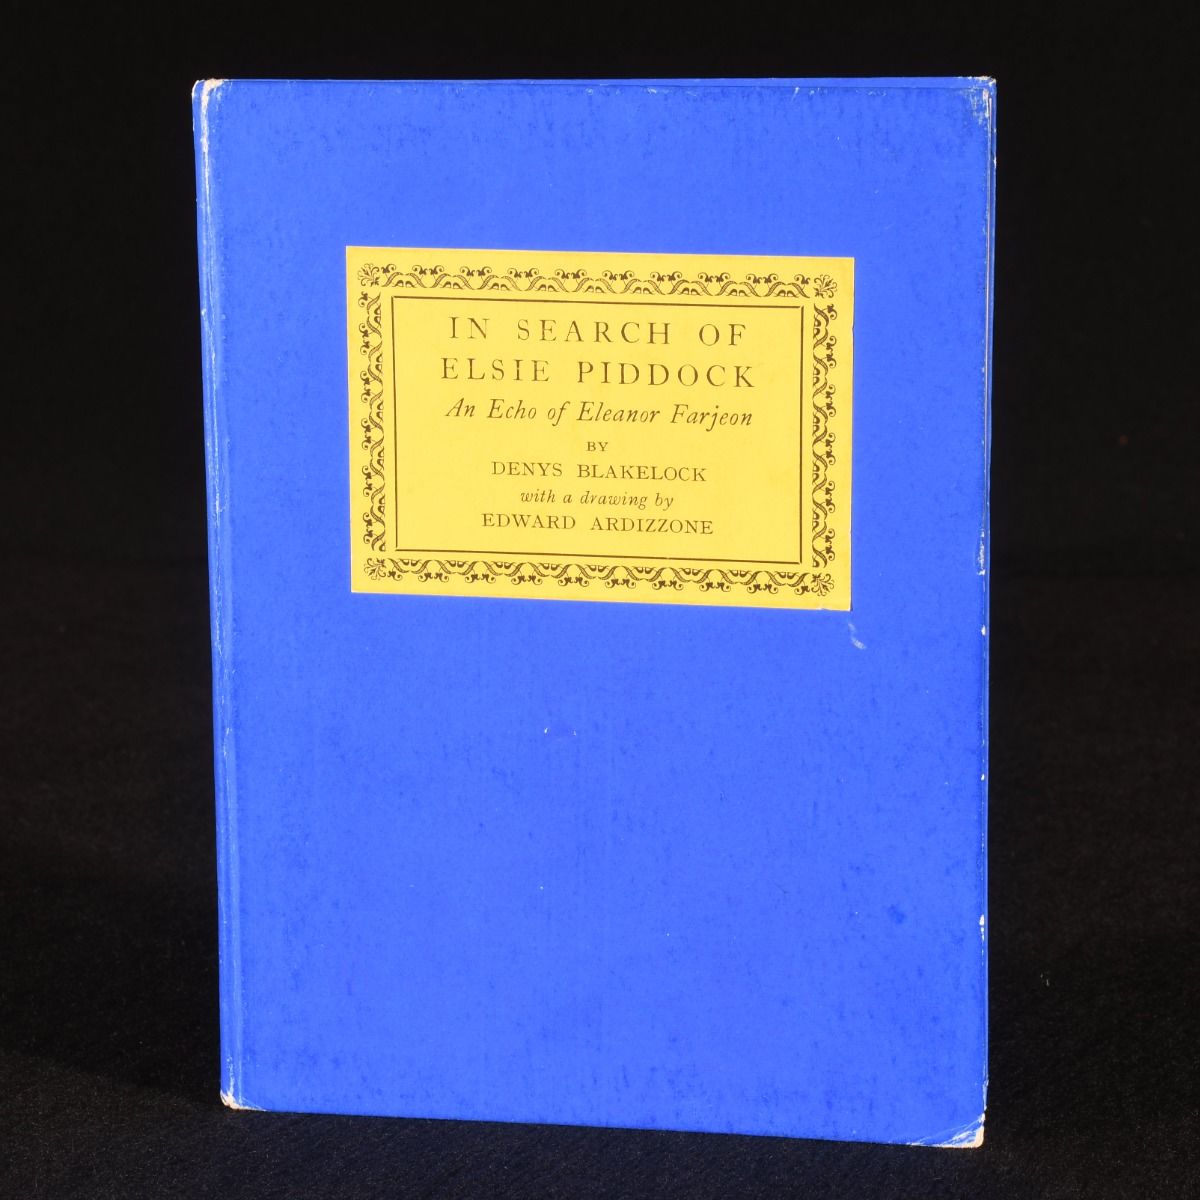 IN SEARCH OF
ELSIE PIDDOCK
An Echo of Eleanor Farjeon
BY
DENYS BLAKELOCK
with a drawing by
EDWARD ARDIZZONE